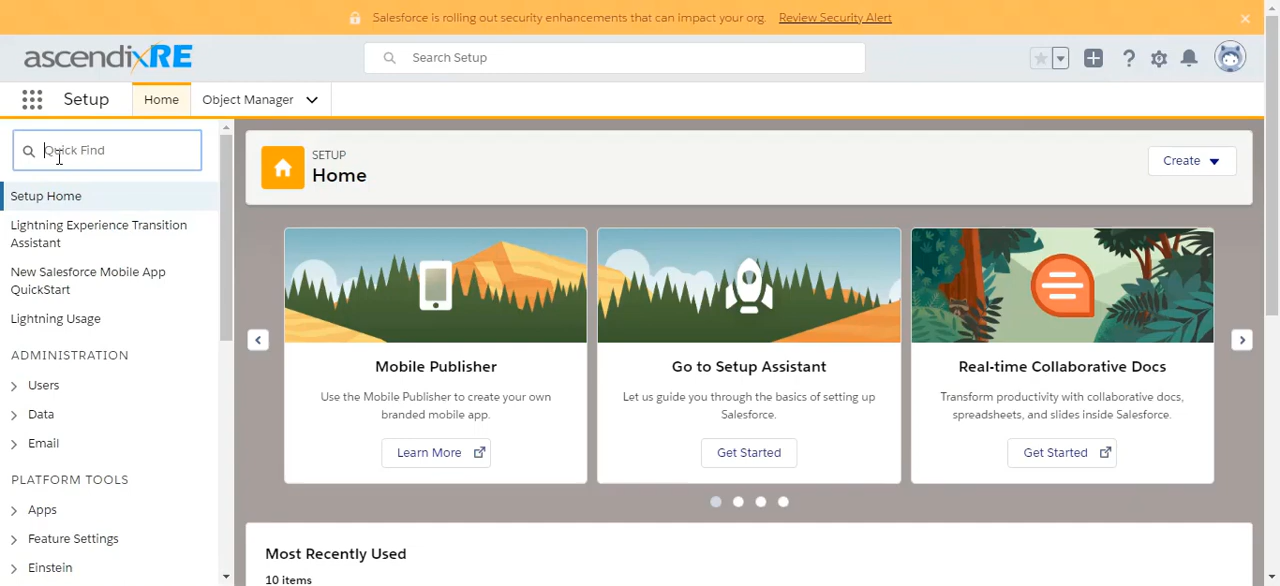 Salesforce is rolling out security enhancements that can impact your org. Review Security Alert
ascendixRE
Search Setup
Setup
Home
Object Manager
Quick Find
Setup Home
Lightning Experience Transition
Assistant
New Salesforce Mobile App
QuickStart
Lightning Usage
ADMINISTRATION
Users
Data
Email
PLATFORM TOOLS
Apps
Feature Settings
Einstein
SETUP
Home
Create
Mobile Publisher
Use the Mobile Publisher to create your own
branded mobile app.
Learn More
Go to Setup Assistant
Let us guide you through the basics of setting up
Salesforce.
Get Started
Real-time Collaborative Docs
Transform productivity with collaborative docs,
spreadsheets, and slides inside Salesforce.
Get Started
Most Recently Used
10 items